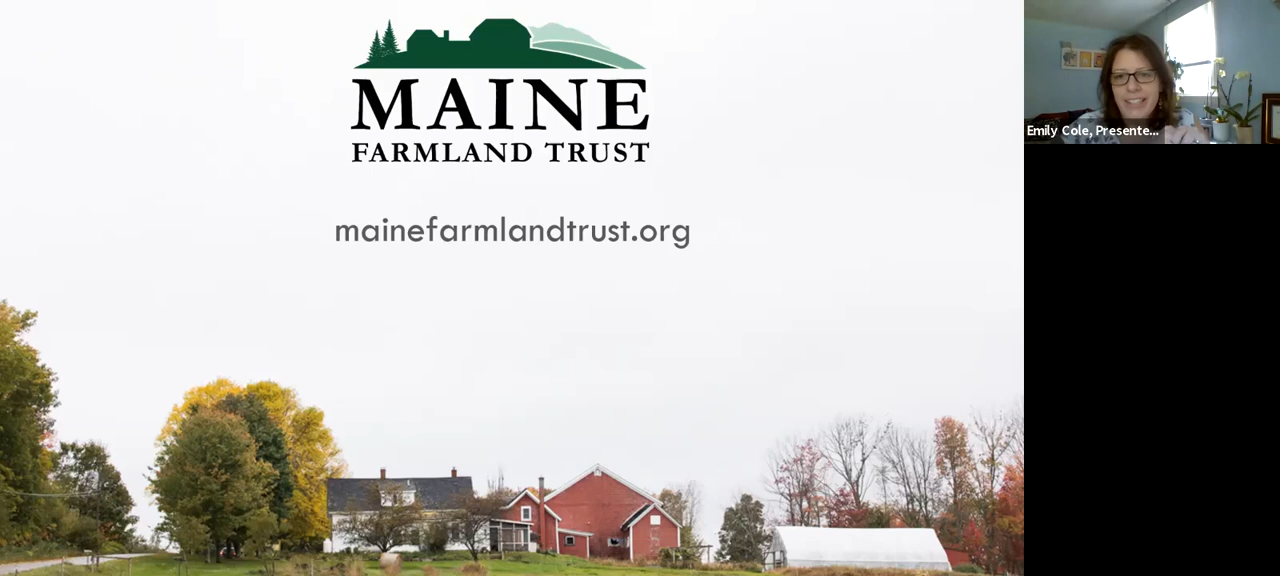 MAINE
FARMLAND TRUST
mainefarmlandtrust.org
Emily Cole, Presente...